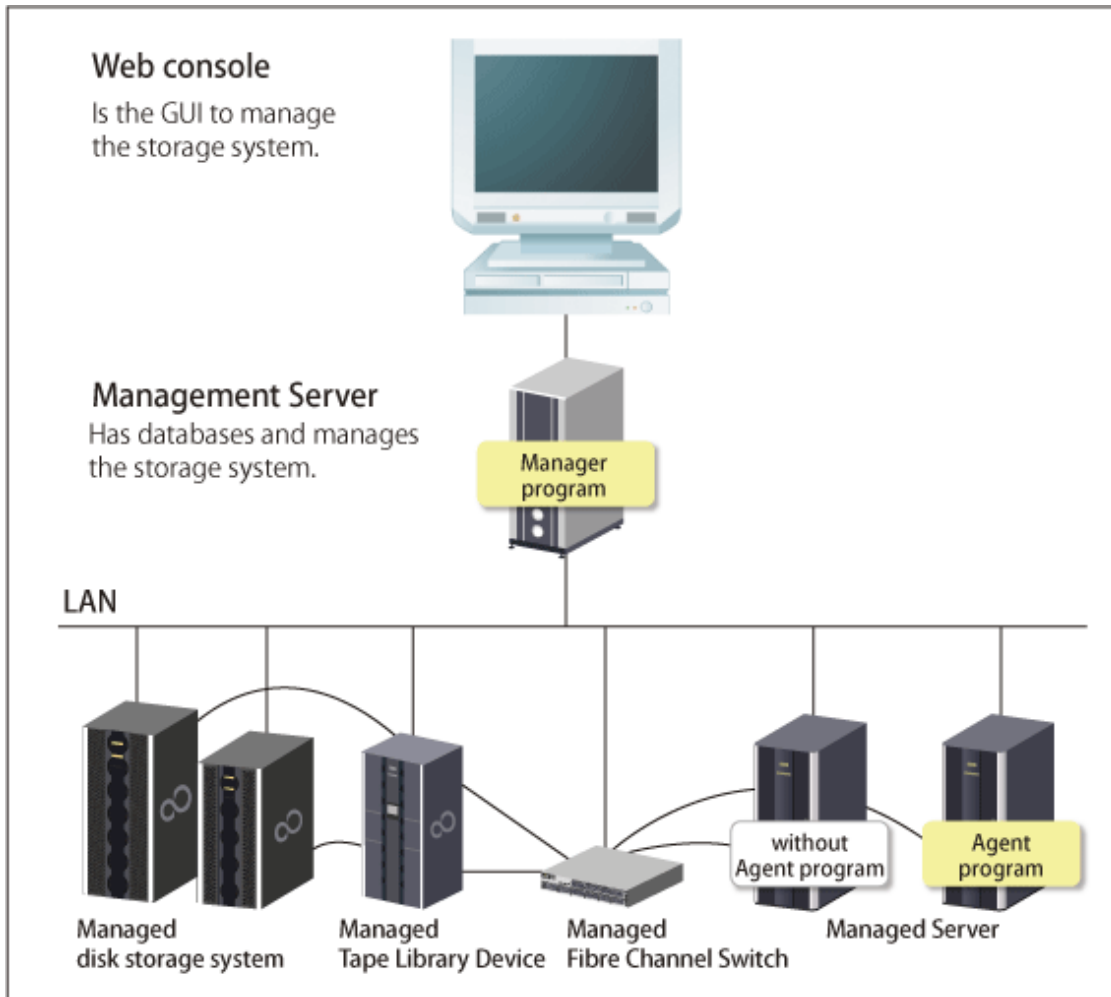 Web console
Is the GUI to manage
the storage system.
Management Server
Has databases and manages
the storage system.
Manager
program
LAN
without
Agent program
Agent
program
Managed
disk storage system
Managed
Tape Library Device
Managed
Fibre Channel Switch
Managed Server